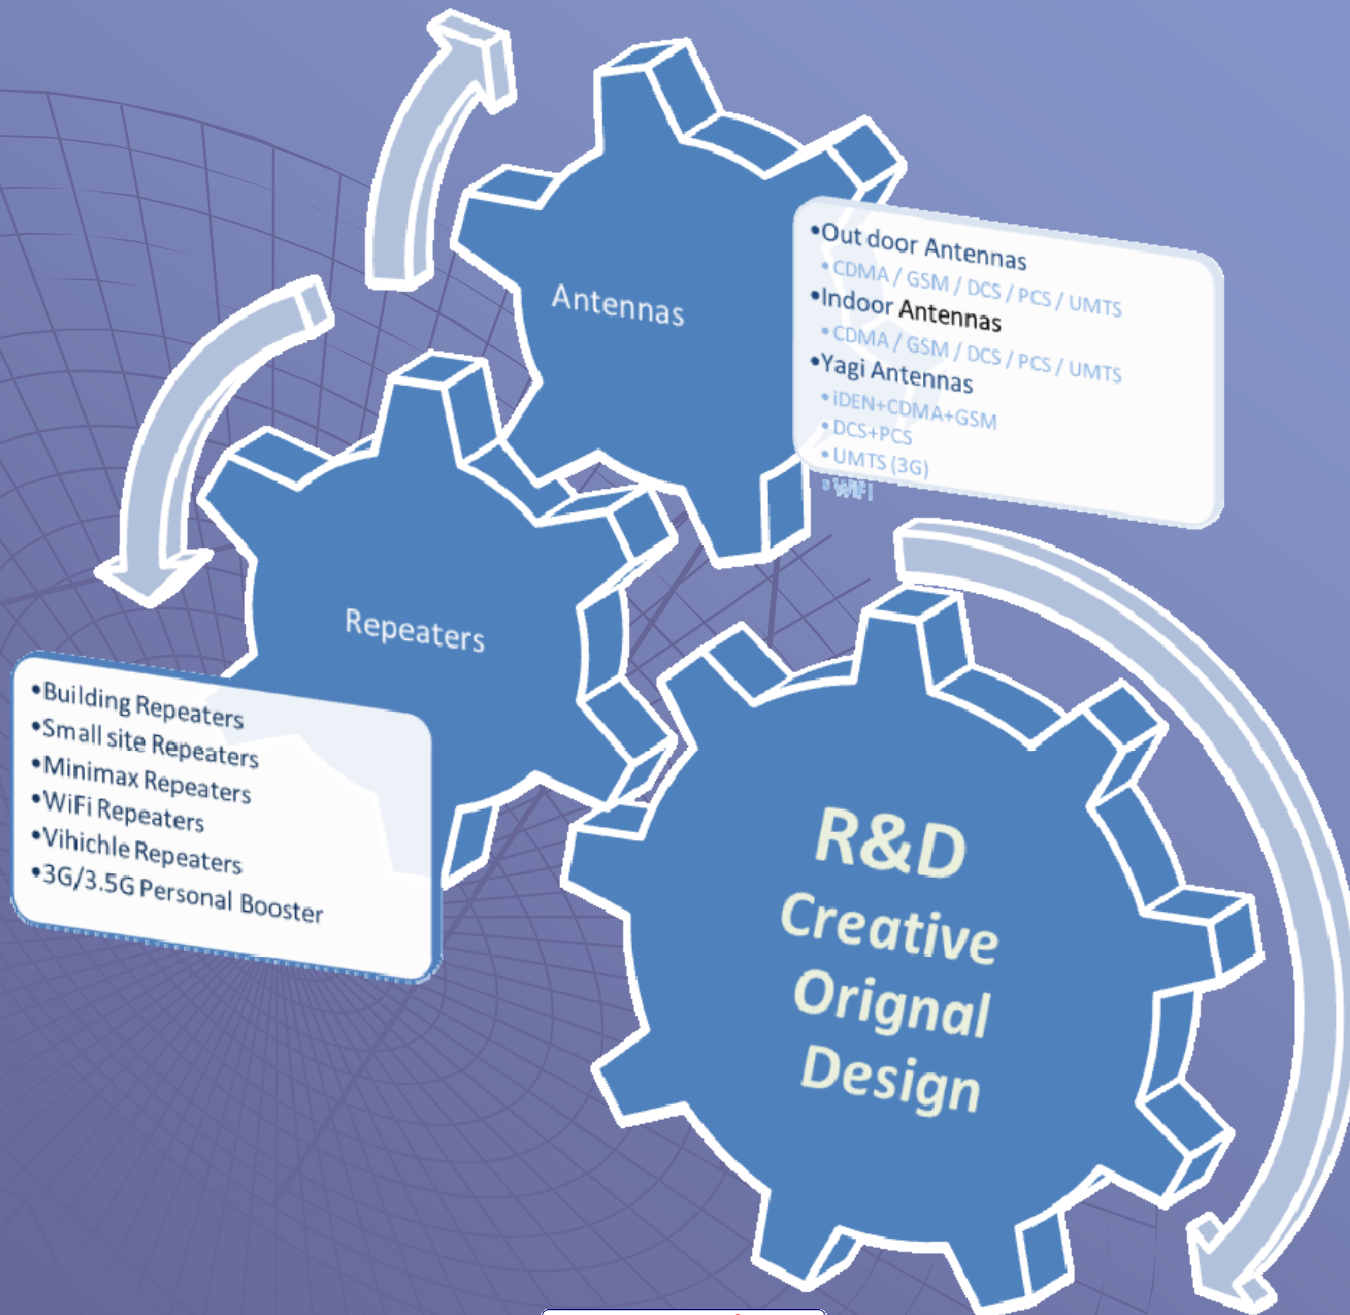 Antennas
•Out door Antennas
•CDMA / GSM / DCS / PCS / UMTS
•Indoor Antennas
•CDMA / GSM / DCS / PCS / UMTS
•Yagi Antennas
•iDEN+CDMA+GSM
•DCS+PCS
•UMTS (3G)
•WiFi
Repeaters
•Building Repeaters
•Small site Repeaters
•Minimax Repeaters
•WiFi Repeaters
•Vihichle Repeaters
•3G/3.5G Personal Booster
R&D
Creative
Orignal
Design